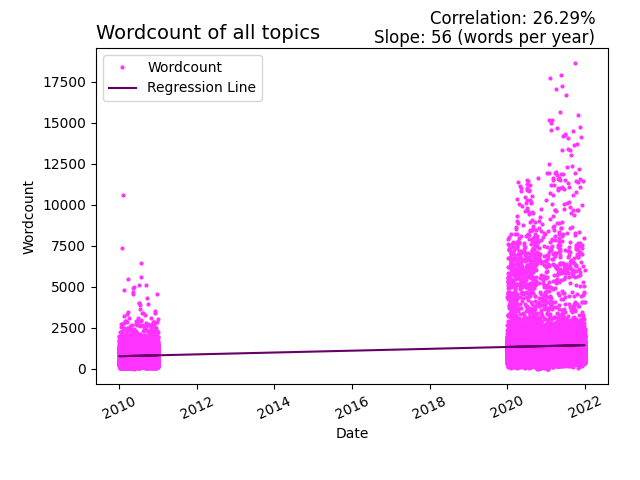 Wordcount of all topics
Correlation: 26.29%
Slope: 56 (words per year)
Wordcount
Regression Line
17500
15000
12500
10000
7500
5000
2500
0
Wordcount
2010
2012
2014
2016
2018
2020
2022
Date